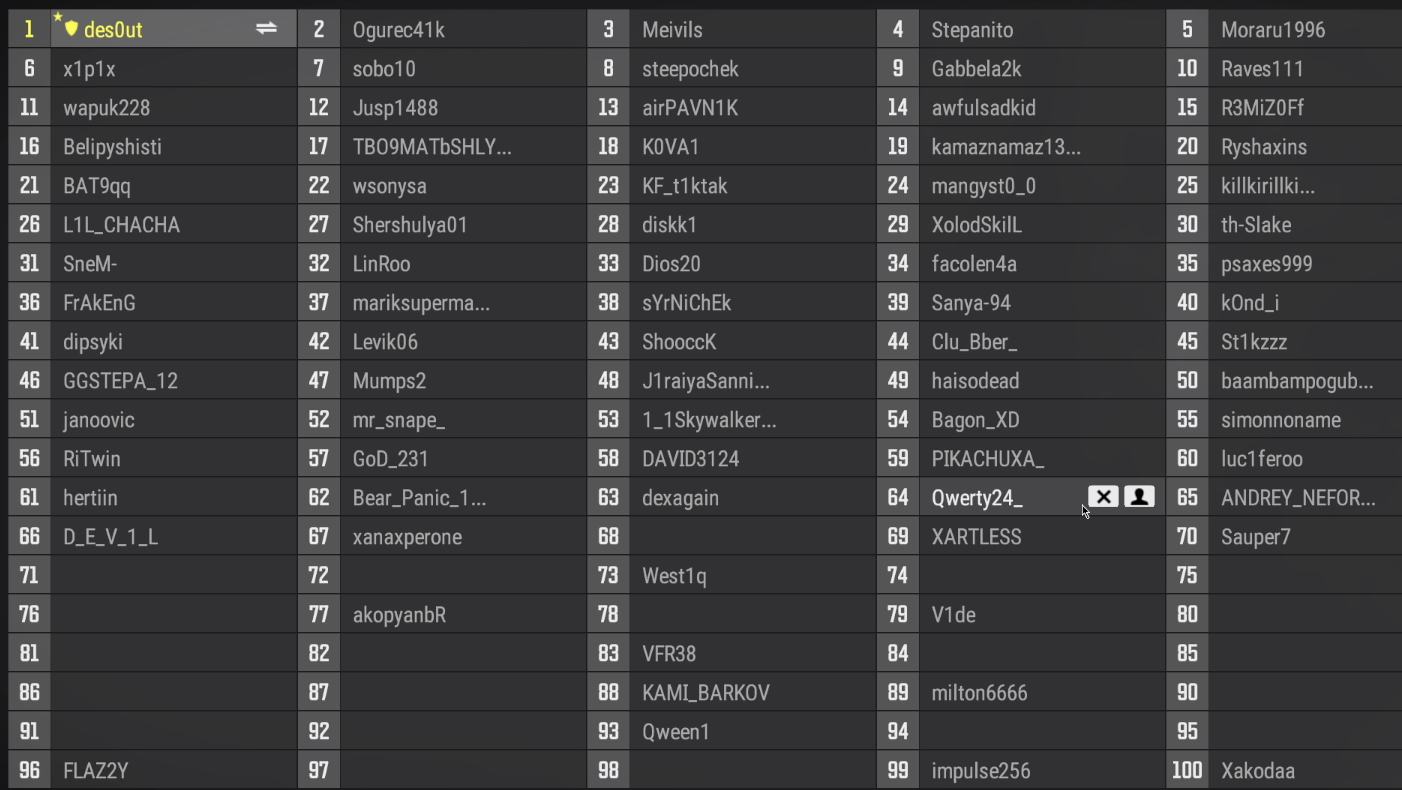 1 des0ut 2 Ogurec41k 3 Meivils 4 Stepanito 5 Moraru1996
6 x1p1x 7 sobo10 8 steepochek 9 Gabbela2k 10 Raves111
11 wapuk228 12 Jusp1488 13 airPAVN1K 14 awfulsadkid 15 R3MiZ0Ff
16 Belipyshisti 17 TBO9MATbSHLY... 18 K0VA1 19 kamaznamaz13... 20 Ryshaxins
21 BAT9qq 22 wsonysa 23 KF_t1ktak 24 mangyst0_0 25 killkirillki...
26 L1L_CHACHA 27 Shershulya01 28 diskk1 29 XolodSkilL 30 th-Slake
31 SneM- 32 LinRoo 33 Dios20 34 facolen4a 35 psaxes999
36 FrAkEnG 37 mariksuperma... 38 sYrNiChEk 39 Sanya-94 40 kOnd_i
41 dipsyki 42 Levik06 43 ShooccK 44 Clu_Bber_ 45 St1kzzz
46 GGSTEPA_12 47 Mumps2 48 J1raiyaSanni... 49 haisodead 50 baambampogub...
51 janoovic 52 mr_snape_ 53 1_1Skywalker... 54 Bagon_XD 55 simonnoname
56 RiTwin 57 GoD_231 58 DAVID3124 59 PIKACHUXA_ 60 luc1feroo
61 hertiin 62 Bear_Panic_1... 63 dexagain 64 Qwerty24_ 65 ANDREY_NEFOR...
66 D_E_V_1_L 67 xanaxperone 68 69 XARTLESS 70 Sauper7
71 72 73 West1q 74 75
76 77 akopyanbR 78 79 V1de 80
81 82 83 VFR38 84 85
86 87 88 KAMI_BARKOV 89 milton6666 90
91 92 93 Qween1 94 95
96 FLAZ2Y 97 98 99 impulse256 100 Xakodaa